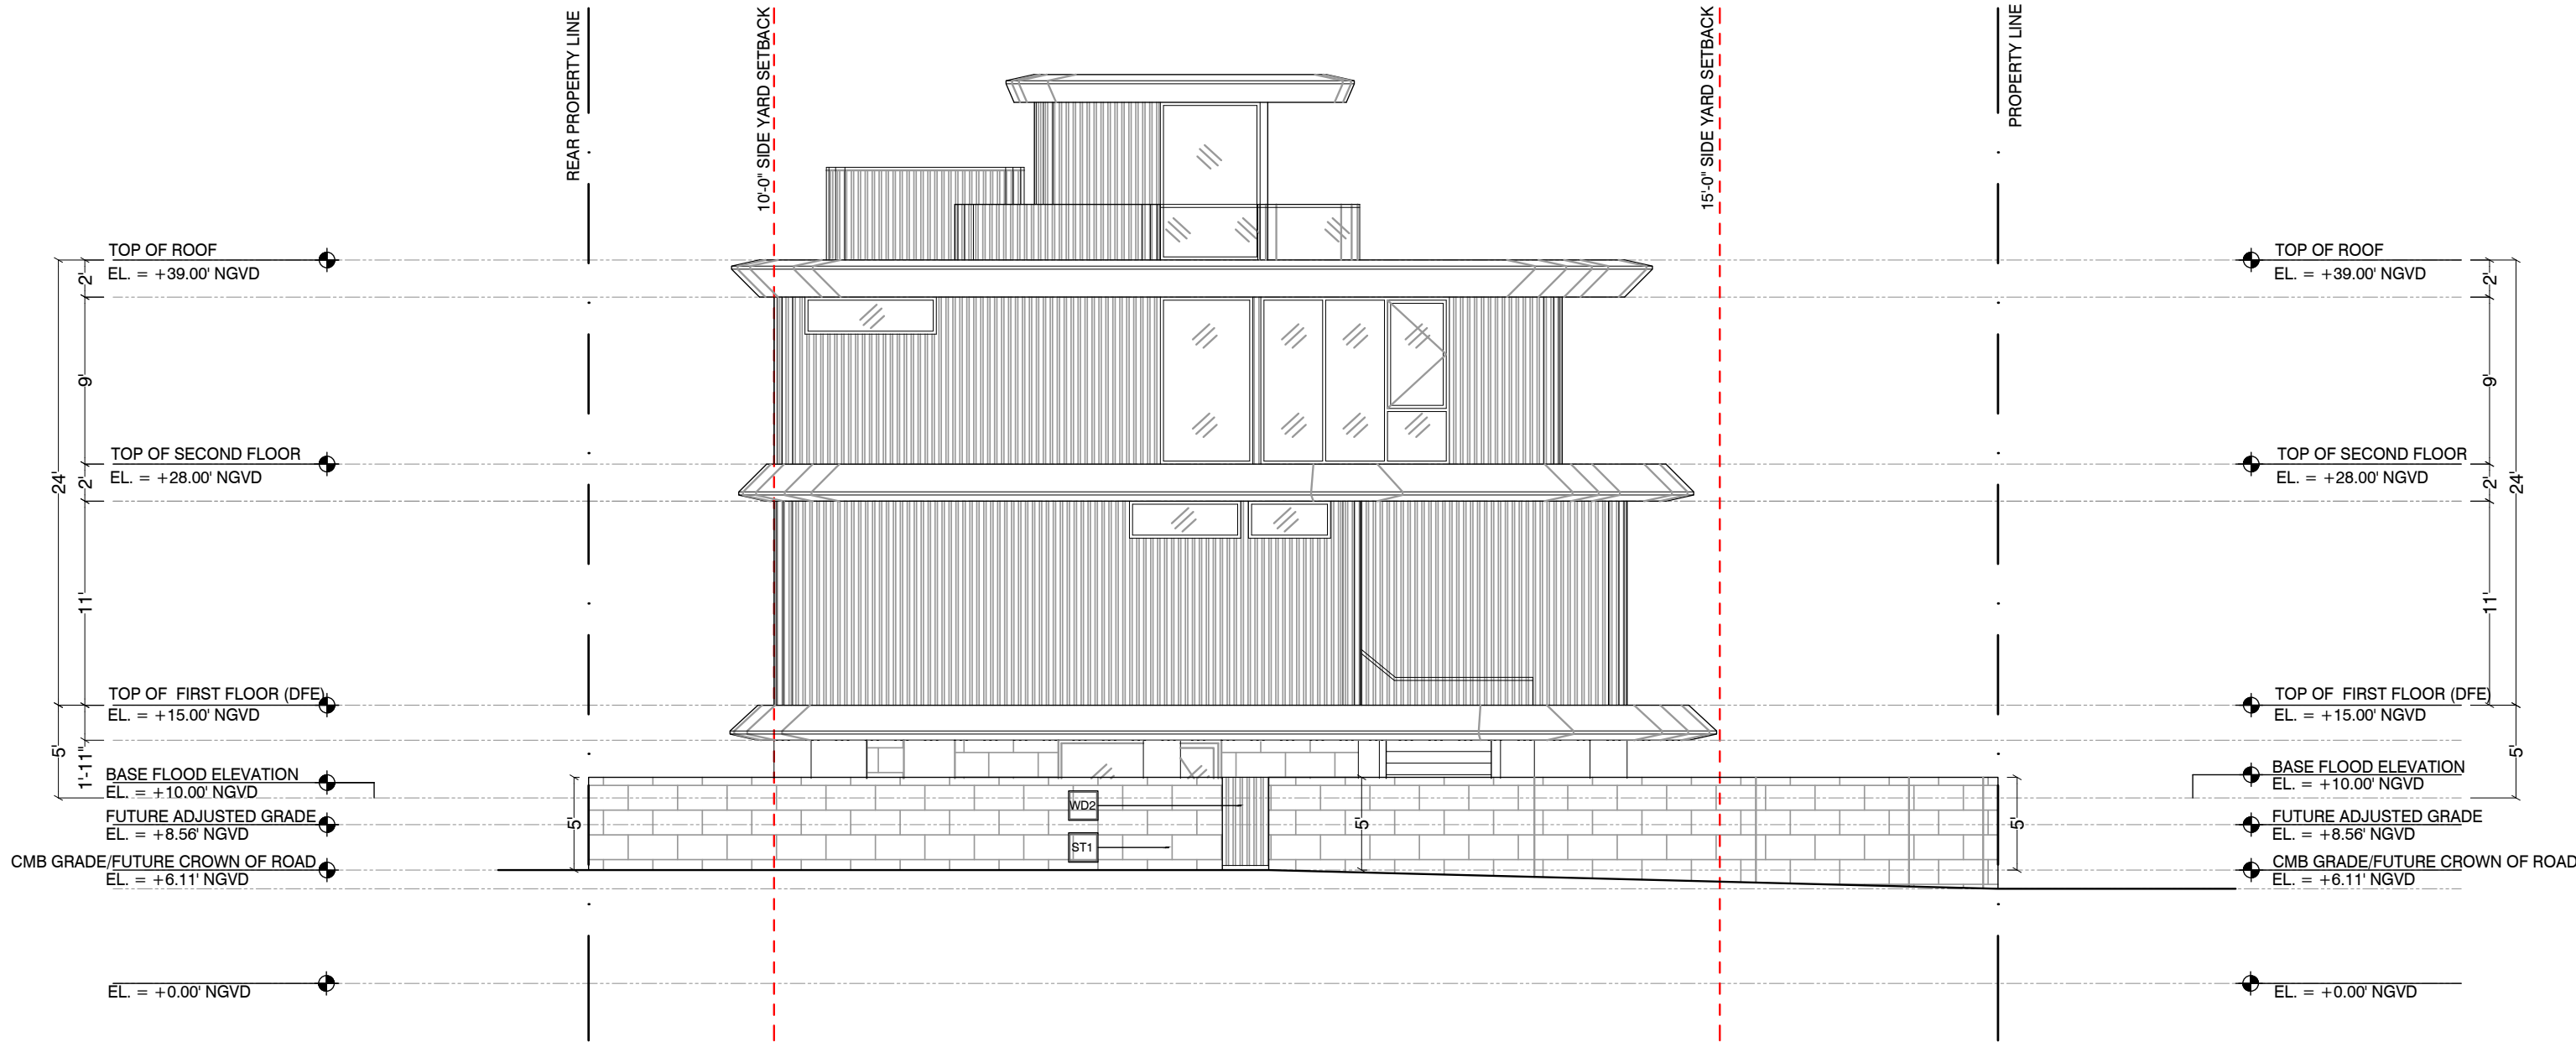 REAR PROPERTY LINE
10'-0" SIDE YARD SETBACK
15'-0" SIDE YARD SETBACK
PROPERTY LINE
TOP OF ROOF
EL. = +39.00' NGVD
TOP OF SECOND FLOOR
EL. = +28.00' NGVD
TOP OF FIRST FLOOR (DFE)
EL. = +15.00' NGVD
BASE FLOOD ELEVATION
EL. = +10.00' NGVD
FUTURE ADJUSTED GRADE
EL. = +8.56' NGVD
CMB GRADE/FUTURE CROWN OF ROAD
EL. = +6.11' NGVD
EL. = +0.00' NGVD
2'
9'
2'
11'
1'-11"
24'
5'
5'
WD2
ST1
5'
5'
TOP OF ROOF
EL. = +39.00' NGVD
TOP OF SECOND FLOOR
EL. = +28.00' NGVD
TOP OF FIRST FLOOR (DFE)
EL. = +15.00' NGVD
BASE FLOOD ELEVATION
EL. = +10.00' NGVD
FUTURE ADJUSTED GRADE
EL. = +8.56' NGVD
CMB GRADE/FUTURE CROWN OF ROAD
EL. = +6.11' NGVD
EL. = +0.00' NGVD
2'
9'
2'
11'
24'
5'